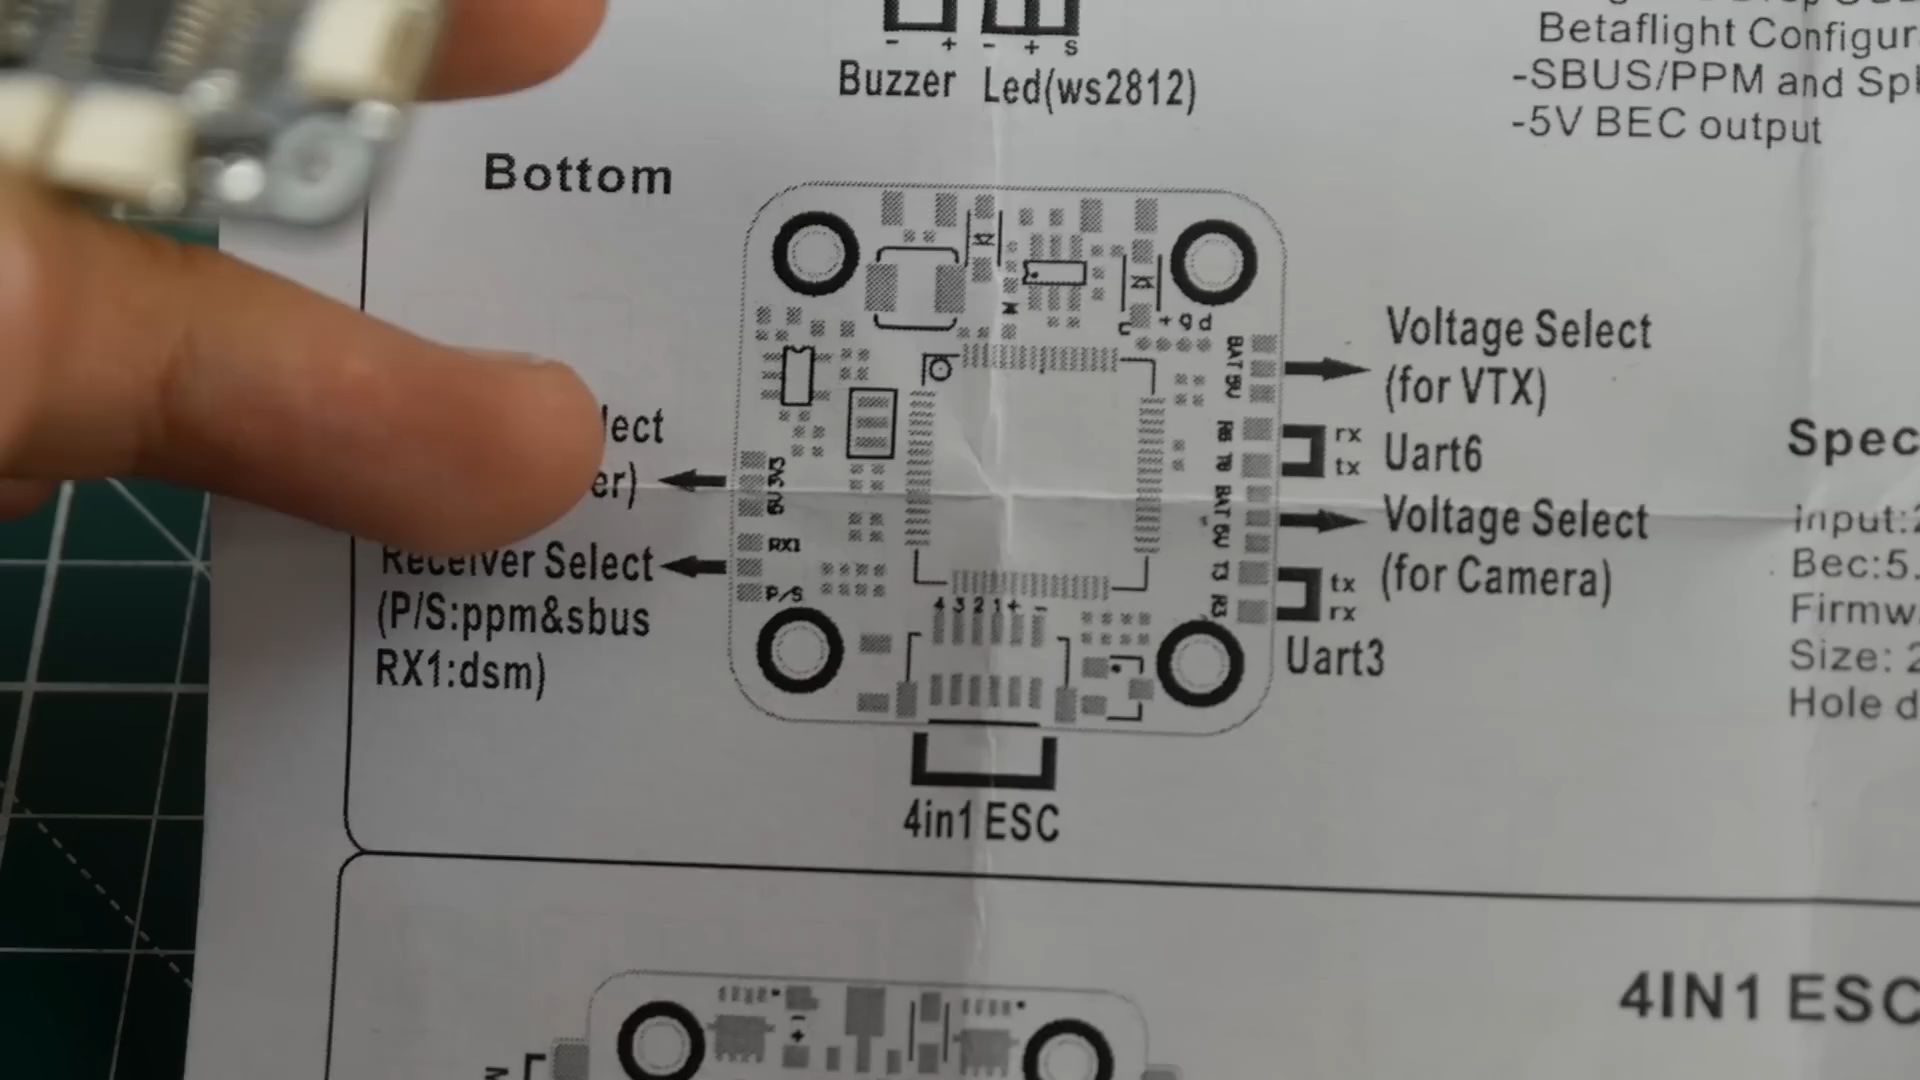 - + - + S
Buzzer Led(ws2812)
Betaflight Configur
-SBUS/PPM and Spl
-5V BEC output
Bottom
+ g d
BAT 5V
Voltage Select
(for VTX)
R6 T6
rx
tx
Uart6
lect
er)
3V3
5V
BAT 5V
Voltage Select
(for Camera)
RX1
Receiver Select
P/S
(P/S:ppm&sbus
RX1:dsm)
T3 R3
tx
rx
Uart3
4 3 2 1 + -
4in1 ESC
Spec
input:2
Bec:5.
Firmw
Size: 2
Hole d
4IN1 ESC